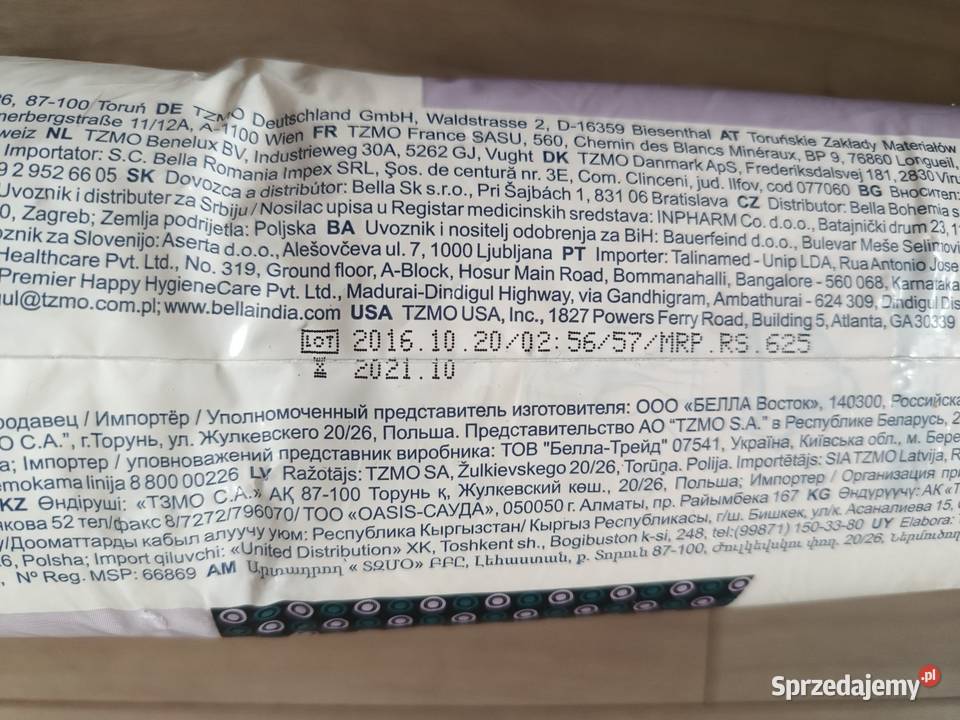 26, 87-100 Toruń DE TZMO Deutschland GmbH, Waldstrasse 2, D-16359 Biesenthal AT Toruńskie Zakłady Materiałów
nerbergstraße 11/12A, A-1100 Wien FR TZMO France SASU, 560, Chemin des Blancs Minéraux, BP 9, 76860 Longueil,
weiz NL TZMO Benelux BV, Industrieweg 30A, 5262 GJ, Vught DK TZMO Danmark ApS, Frederiksdalsvej 181, 2830 Viru
Importator: S.C. Bella Romania Impex SRL, Şos. de centură nr. 3E, Com. Clinceni, jud. Ilfov, cod 077060 BG Вносител:
9 2 952 66 05 SK Dovozca a distribútor: Bella Sk s.r.o., Pri Šajbách 1, 831 06 Bratislava CZ Distributor: Bella Bohemia s
Uvoznik i distributer za Srbiju / Nosilac upisa u Registar medicinskih sredstava: INPHARM Co. d.o.o., Batajnički drum 23, 11
0, Zagreb; Zemlja podrijetla: Poljska BA Uvoznik i nositelj odobrenja za BiH: Bauerfeind d.o.o., Bulevar Meše Selimovi
oznik za Slovenijo: Aserta d.o.o., Alešovčeva ul. 7, 1000 Ljubljana PT Importer: Talinamed - Unip LDA, Rua Antonio Jose
Healthcare Pvt. Ltd., No. 319, Ground floor, A-Block, Hosur Main Road, Bommanahalli, Bangalore - 560 068, Karnataka
Premier Happy HygieneCare Pvt. Ltd., Madurai-Dindigul Highway, via Gandhigram, Ambathurai - 624 309, Dindigul Dis
gul@tzmo.com.pl; www.bellaindia.com USA TZMO USA, Inc., 1827 Powers Ferry Road, Building 5, Atlanta, GA 30339
LOT 2016.10.20/02:56/57/MRP.RS.625
2021.10
родавец / Импортёр / Уполномоченный представитель изготовителя: ООО «БЕЛЛА Восток», 140300, Российска
О С.А.", г.Торунь, ул. Жулкевского 20/26, Польша. Представительство АО "TZMO S.A." в Республике Беларусь, 2
а; Імпортер / уповноважений представник виробника: ТОВ "Белла-Трейд" 07541, Україна, Київська обл., м. Бере
emokama linija 8 800 00226 LV Ražotājs: TZMO SA, Žulkievskego 20/26, Toruņa. Polija. Importētājs: SIA TZMO Latvija, R
KZ Өндіруші: «ТЗМО С.А.» АҚ 87-100 Торунь қ, Жулкевский көш., 20/26, Польша; Импортер / Организация при
акова 52 тел/факс 8/7272/796070/ ТОО «OASIS-САУДА», 050050 г. Алматы, пр. Райымбека 167 KG Өндүрүүчү: АК «Т
у/Дооматтарды кабыл алуучу уюм: Республика Кыргызстан/ Кыргыз Республикасы, г/ш. Бишкек, ул/к. Асаналиева 15,
26, Polsha; Import qiluvchi: «United Distribution» XK, Toshkent sh., Bogibuston k-si, 248, tel:(99871) 150-33-80 UY Elabora:
, Nº Reg. MSP: 66869 AM Արտադրող՝ « ՏԶՄՕ» ԲԲԸ, Լեհաստան, ք. Տորուն 87-100, Ժուլկեվսկու փող. 20/26, Ներմուծող
Sprzedajemy.pl